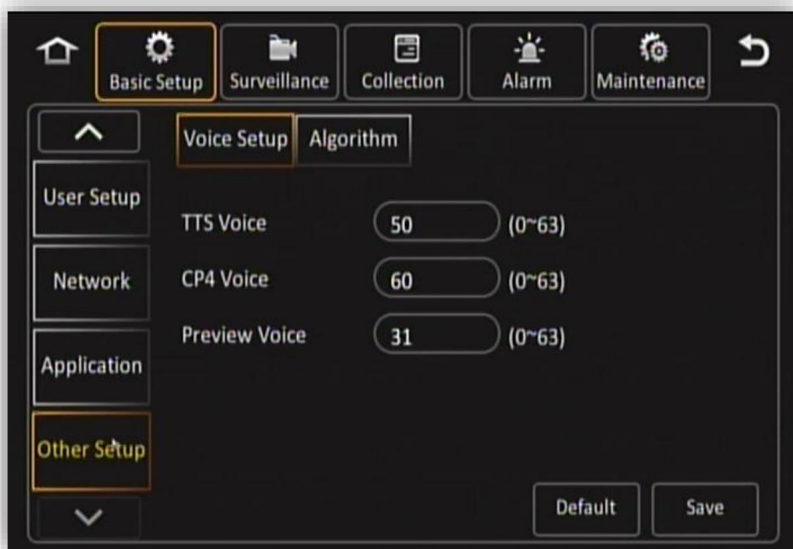 Basic Setup
Surveillance
Collection
Alarm
Maintenance
User Setup
Network
Application
Other Setup
Voice Setup
Algorithm
TTS Voice 50 (0~63)
CP4 Voice 60 (0~63)
Preview Voice 31 (0~63)
Default
Save